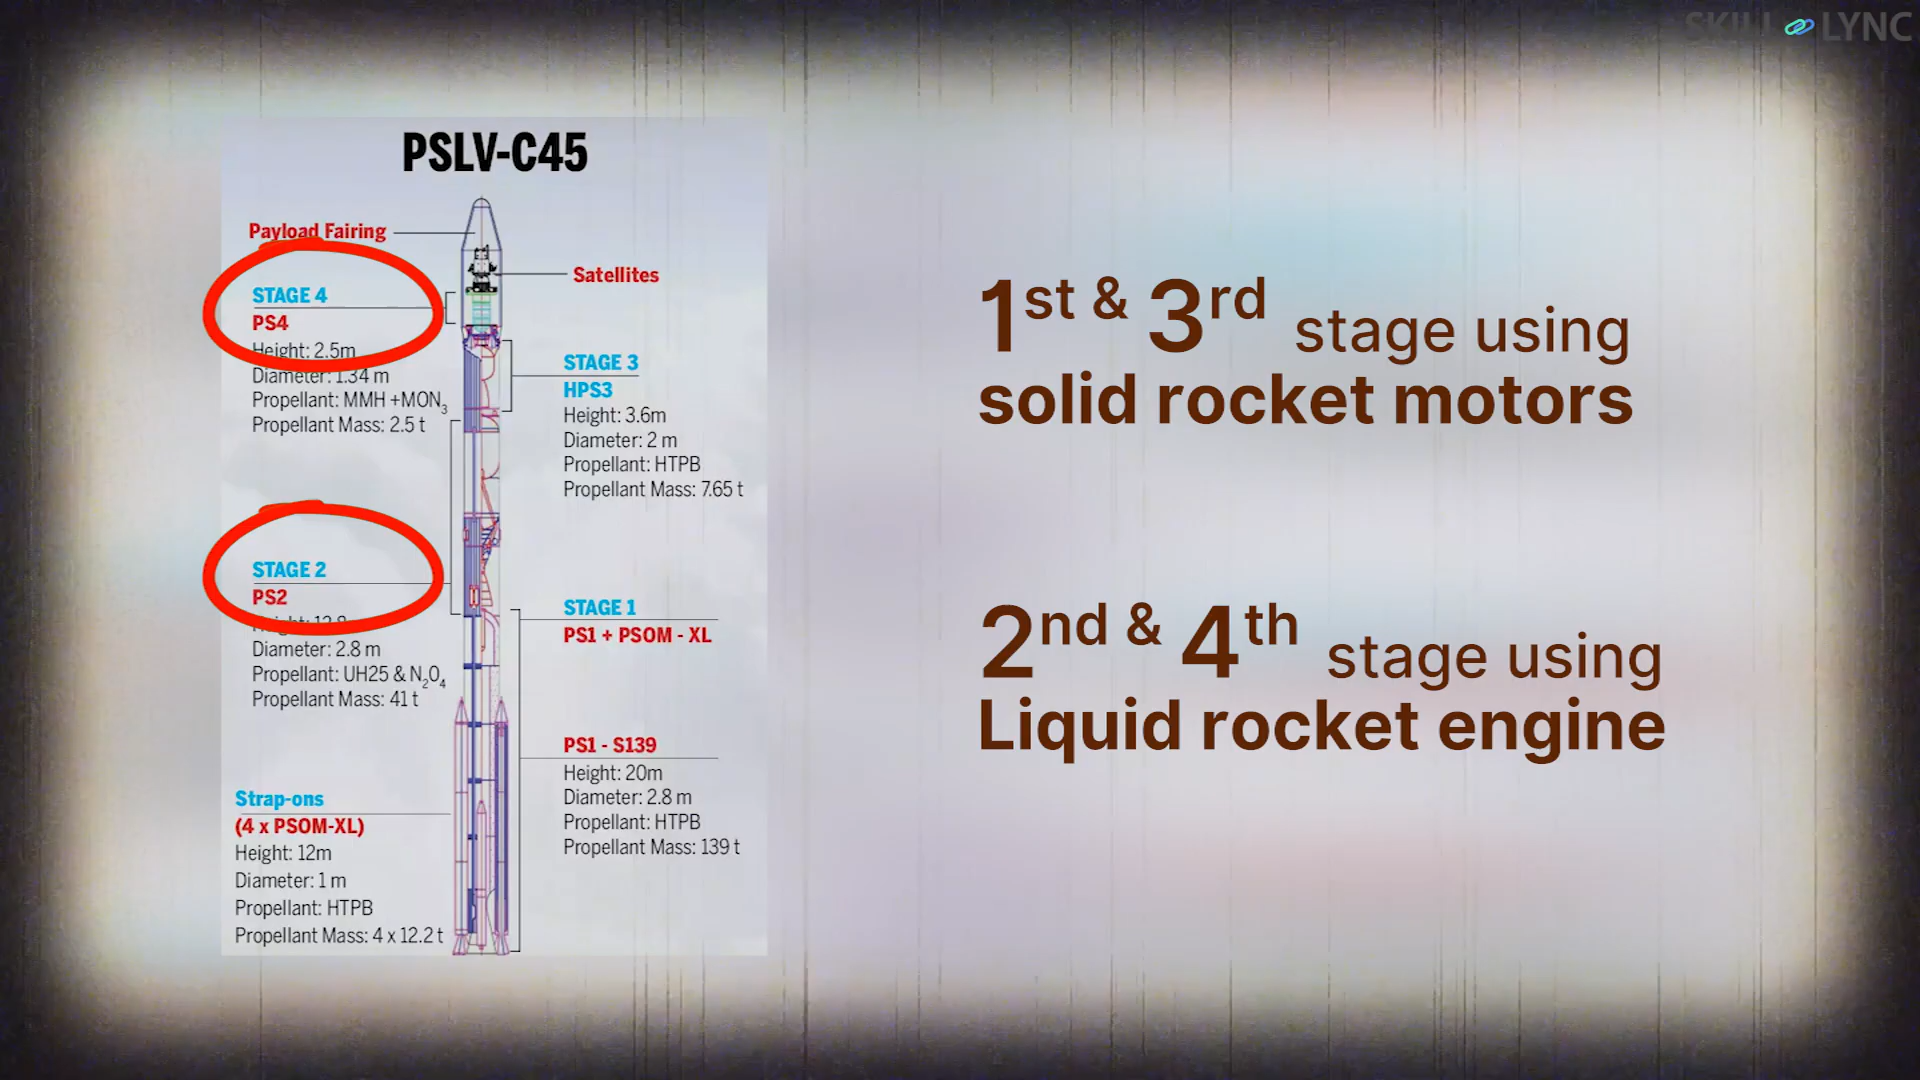 SKILL LYNC
PSLV-C45
Payload Fairing
Satellites
STAGE 4
PS4
Height: 2.5m
Diameter: 1.34 m
Propellant: MMH +MON3
Propellant Mass: 2.5 t
STAGE 3
HPS3
Height: 3.6m
Diameter: 2 m
Propellant: HTPB
Propellant Mass: 7.65 t
STAGE 2
PS2
Height: 12.8
Diameter: 2.8 m
Propellant: UH25 & N2O4
Propellant Mass: 41 t
STAGE 1
PS1 + PSOM - XL
PS1 - S139
Height: 20m
Diameter: 2.8 m
Propellant: HTPB
Propellant Mass: 139 t
Strap-ons
(4 x PSOM-XL)
Height: 12m
Diameter: 1 m
Propellant: HTPB
Propellant Mass: 4 x 12.2 t
1st & 3rd stage using
solid rocket motors
2nd & 4th stage using
Liquid rocket engine